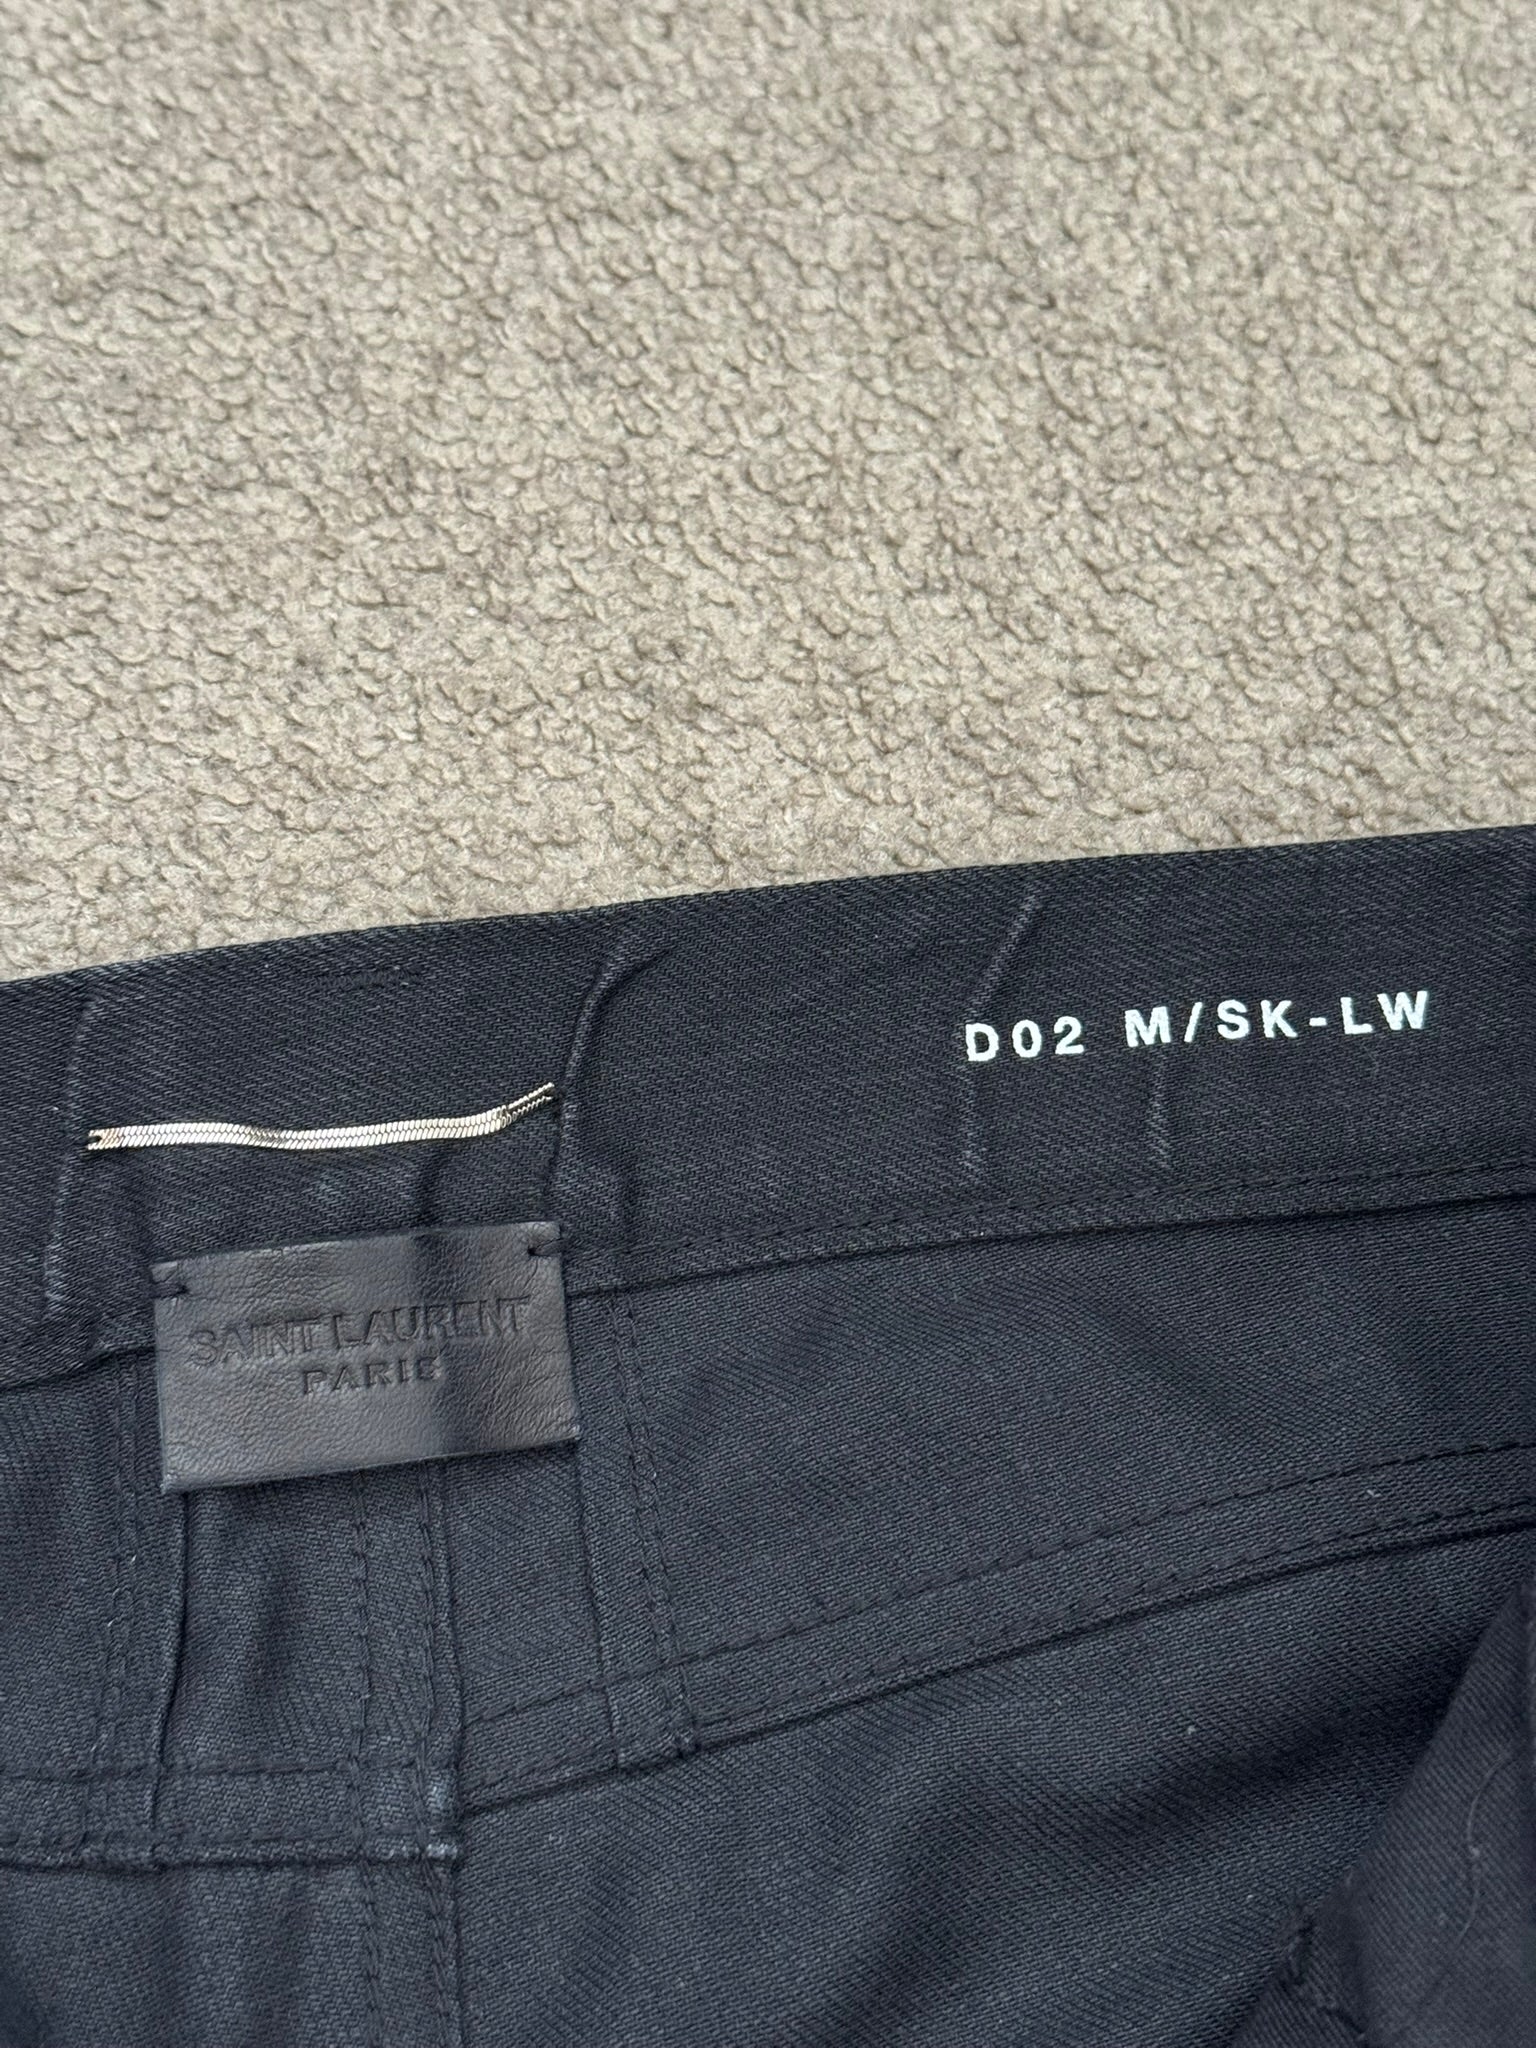 D02 M/SK-LW
SAINT LAURENT
PARIS